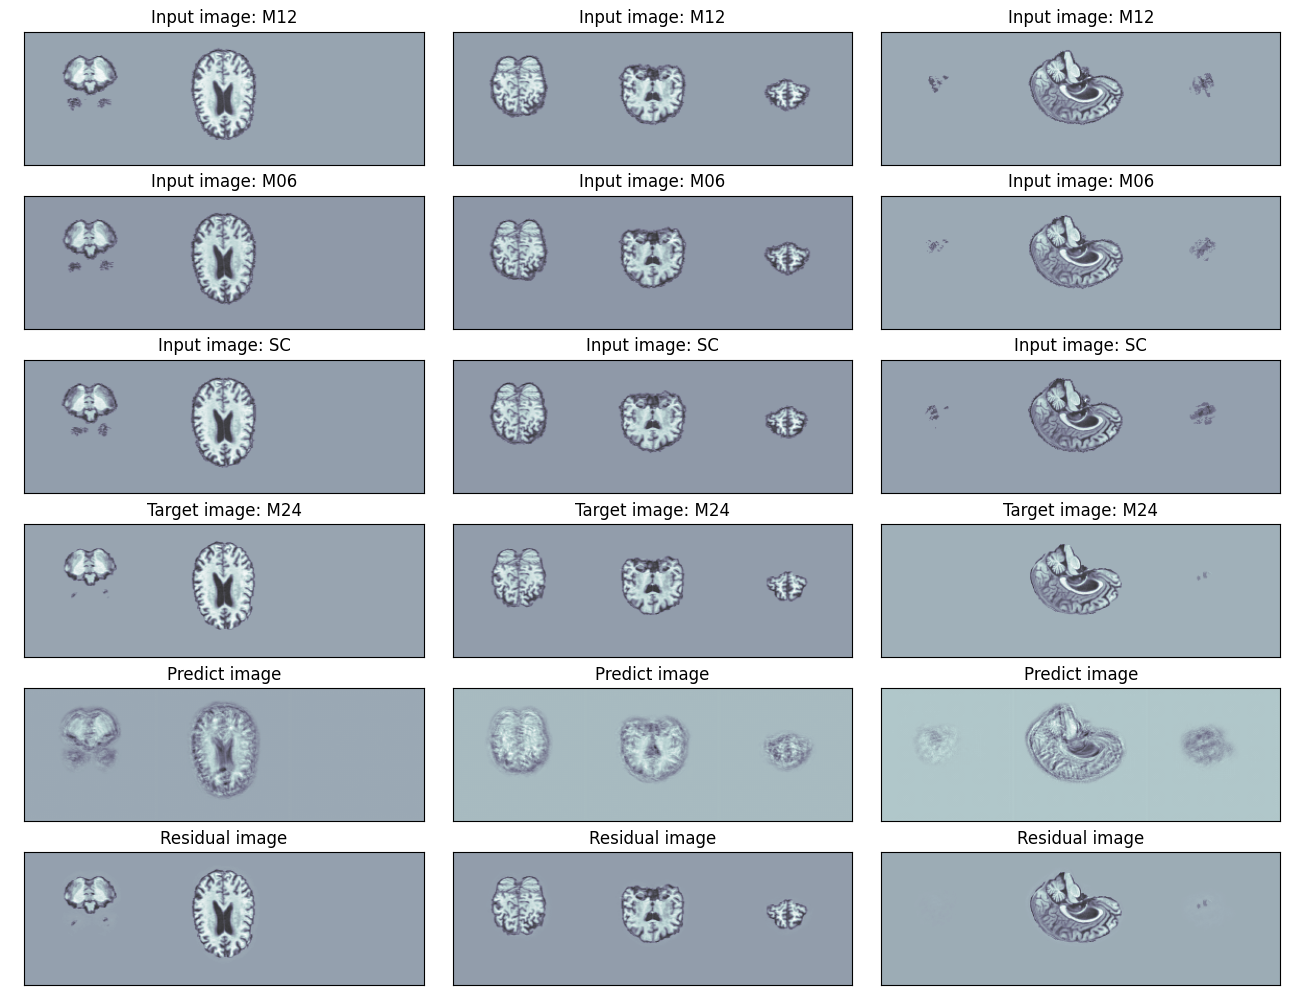 Input image: M12 Input image: M12 Input image: M12
Input image: M06 Input image: M06 Input image: M06
Input image: SC Input image: SC Input image: SC
Target image: M24 Target image: M24 Target image: M24
Predict image Predict image Predict image
Residual image Residual image Residual image